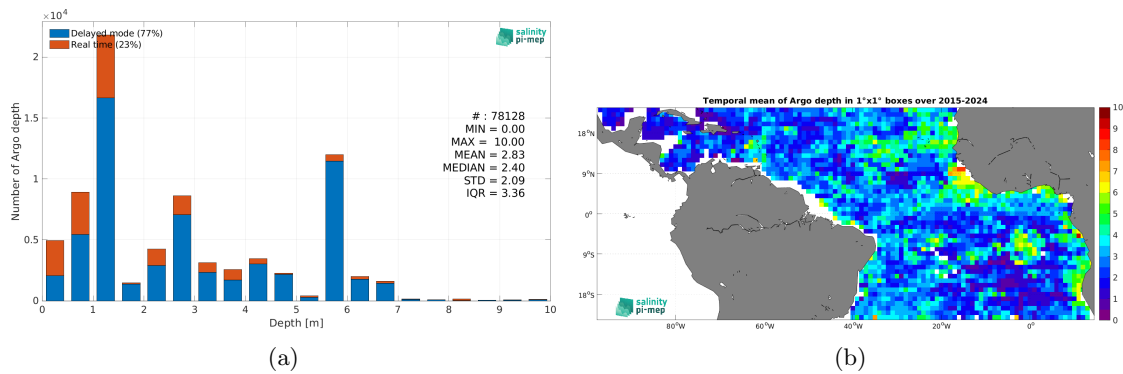 ×10⁴
Delayed mode (77%)
Real time (23%)
salinity
pi-mep
2
1.5
1
0.5
0
Number of Argo depth
# : 78128
MIN = 0.00
MAX = 10.00
MEAN = 2.83
MEDIAN = 2.40
STD = 2.09
IQR = 3.36
0 1 2 3 4 5 6 7 8 9 10
Depth [m]
(a)
Temporal mean of Argo depth in 1°x1° boxes over 2015-2024
18°N
9°N
0°
9°S
18°S
80°W 60°W 40°W 20°W 0°
salinity
pi-mep
10
9
8
7
6
5
4
3
2
1
0
(b)